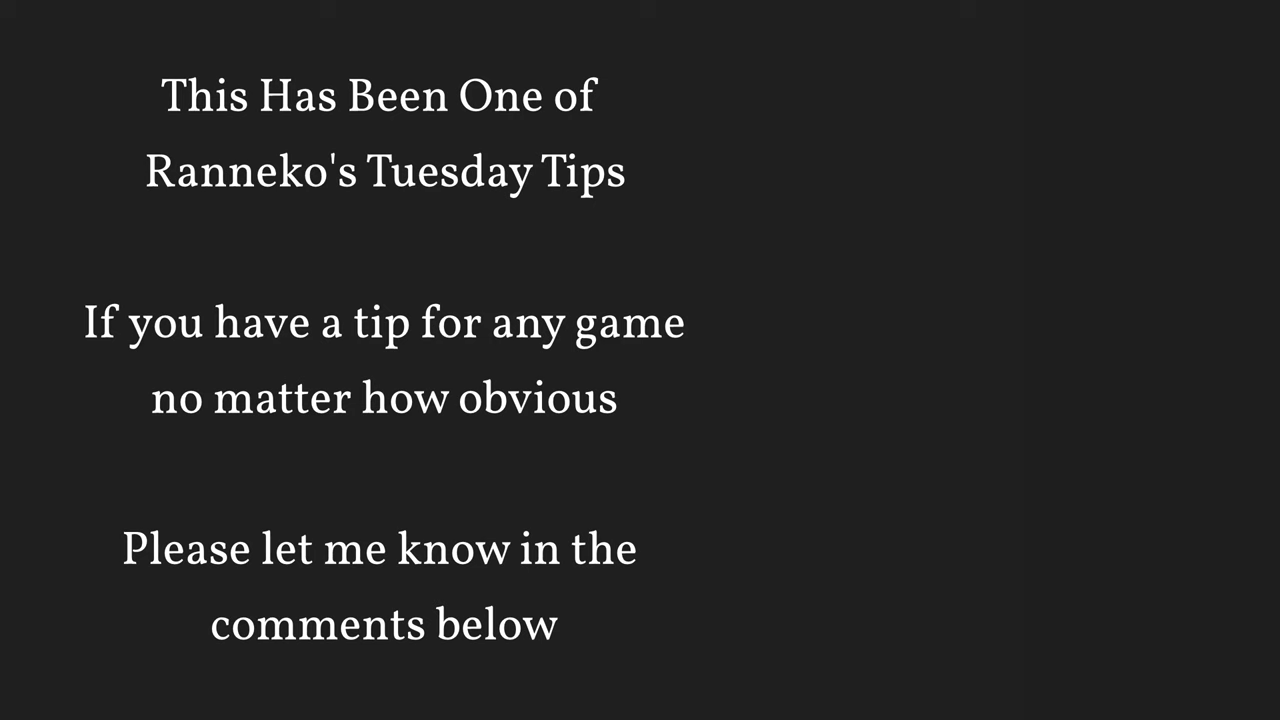 This Has Been One of
Ranneko's Tuesday Tips
If you have a tip for any game
no matter how obvious
Please let me know in the
comments below